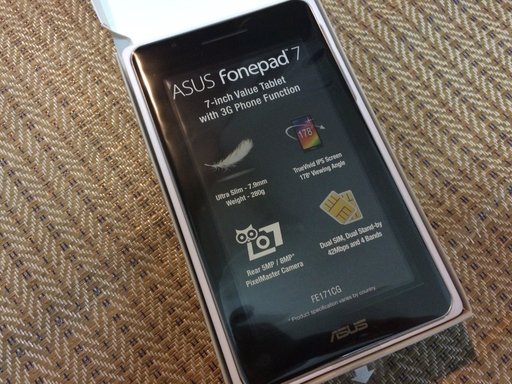 ASUS fonepad 7
7-inch Value Tablet
with 3G Phone Function
178°
Ultra Slim - 7.9mm
Weight - 280g
TrueVivid IPS Screen
178° Viewing Angle
Rear 5MP / 8MP*
PixelMaster Camera
Dual SIM, Dual Stand-by
42Mbps and 4 Bands
FE171CG
* Product specification varies by country.
ASUS